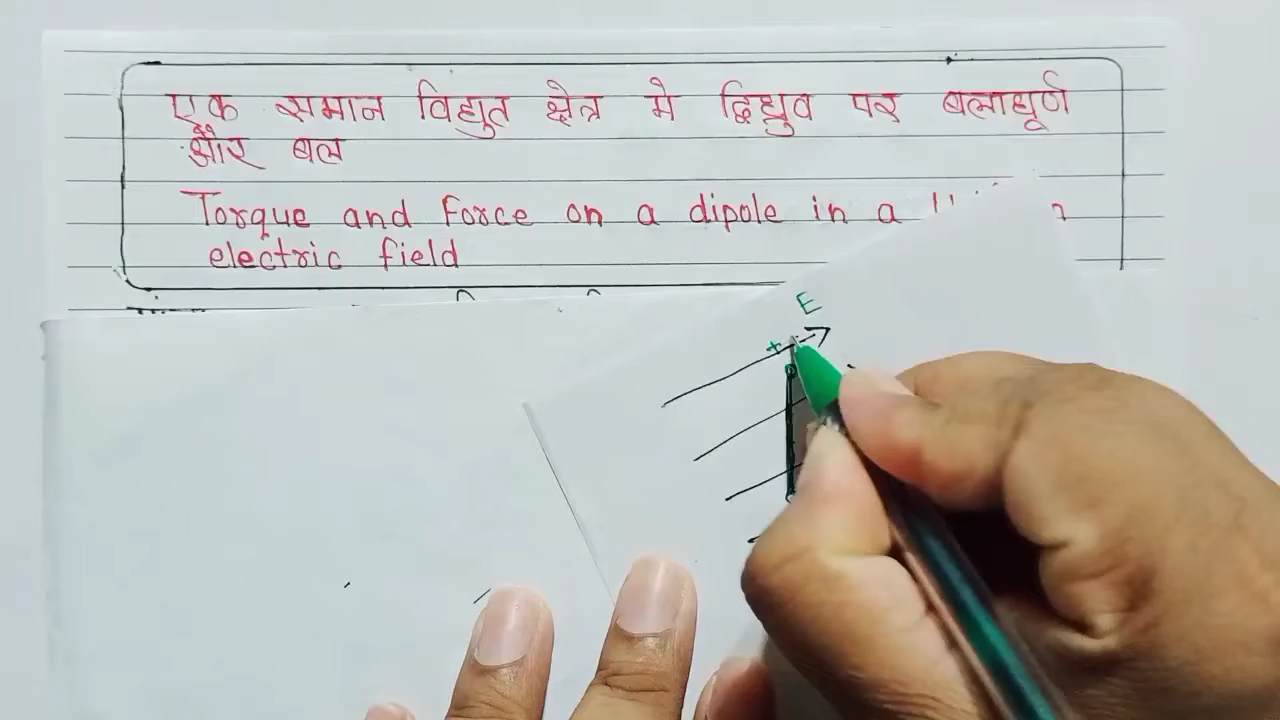 एक समान विद्युत क्षेत्र मे द्विध्रुव पर बलाघूर्ण
और बल
Torque and Force on a dipole in a
electric field
E
+